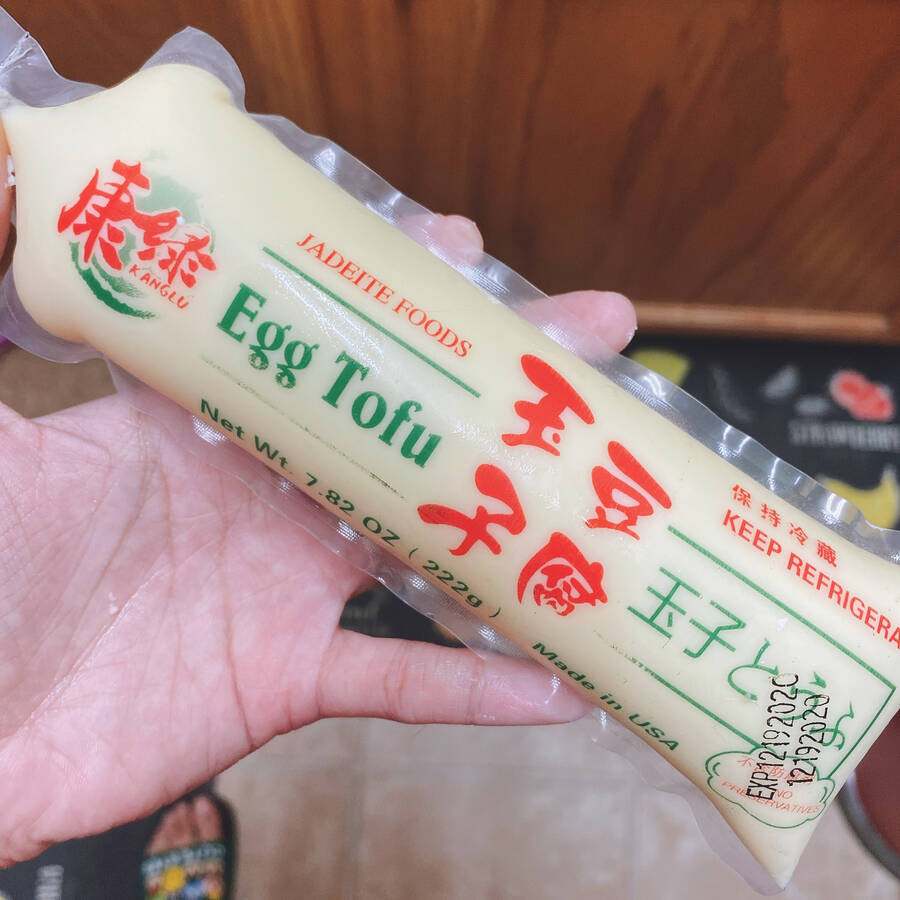 康绿
KANGLU
JADEITE FOODS
Egg Tofu
Net Wt. 7.82 OZ ( 222g )
玉子
豆腐
保持冷藏
KEEP REFRIGERA
玉子とうふ
Made in USA
EXP12192020
12192020
NO
PRESERVATIVES
STRAWBERRY